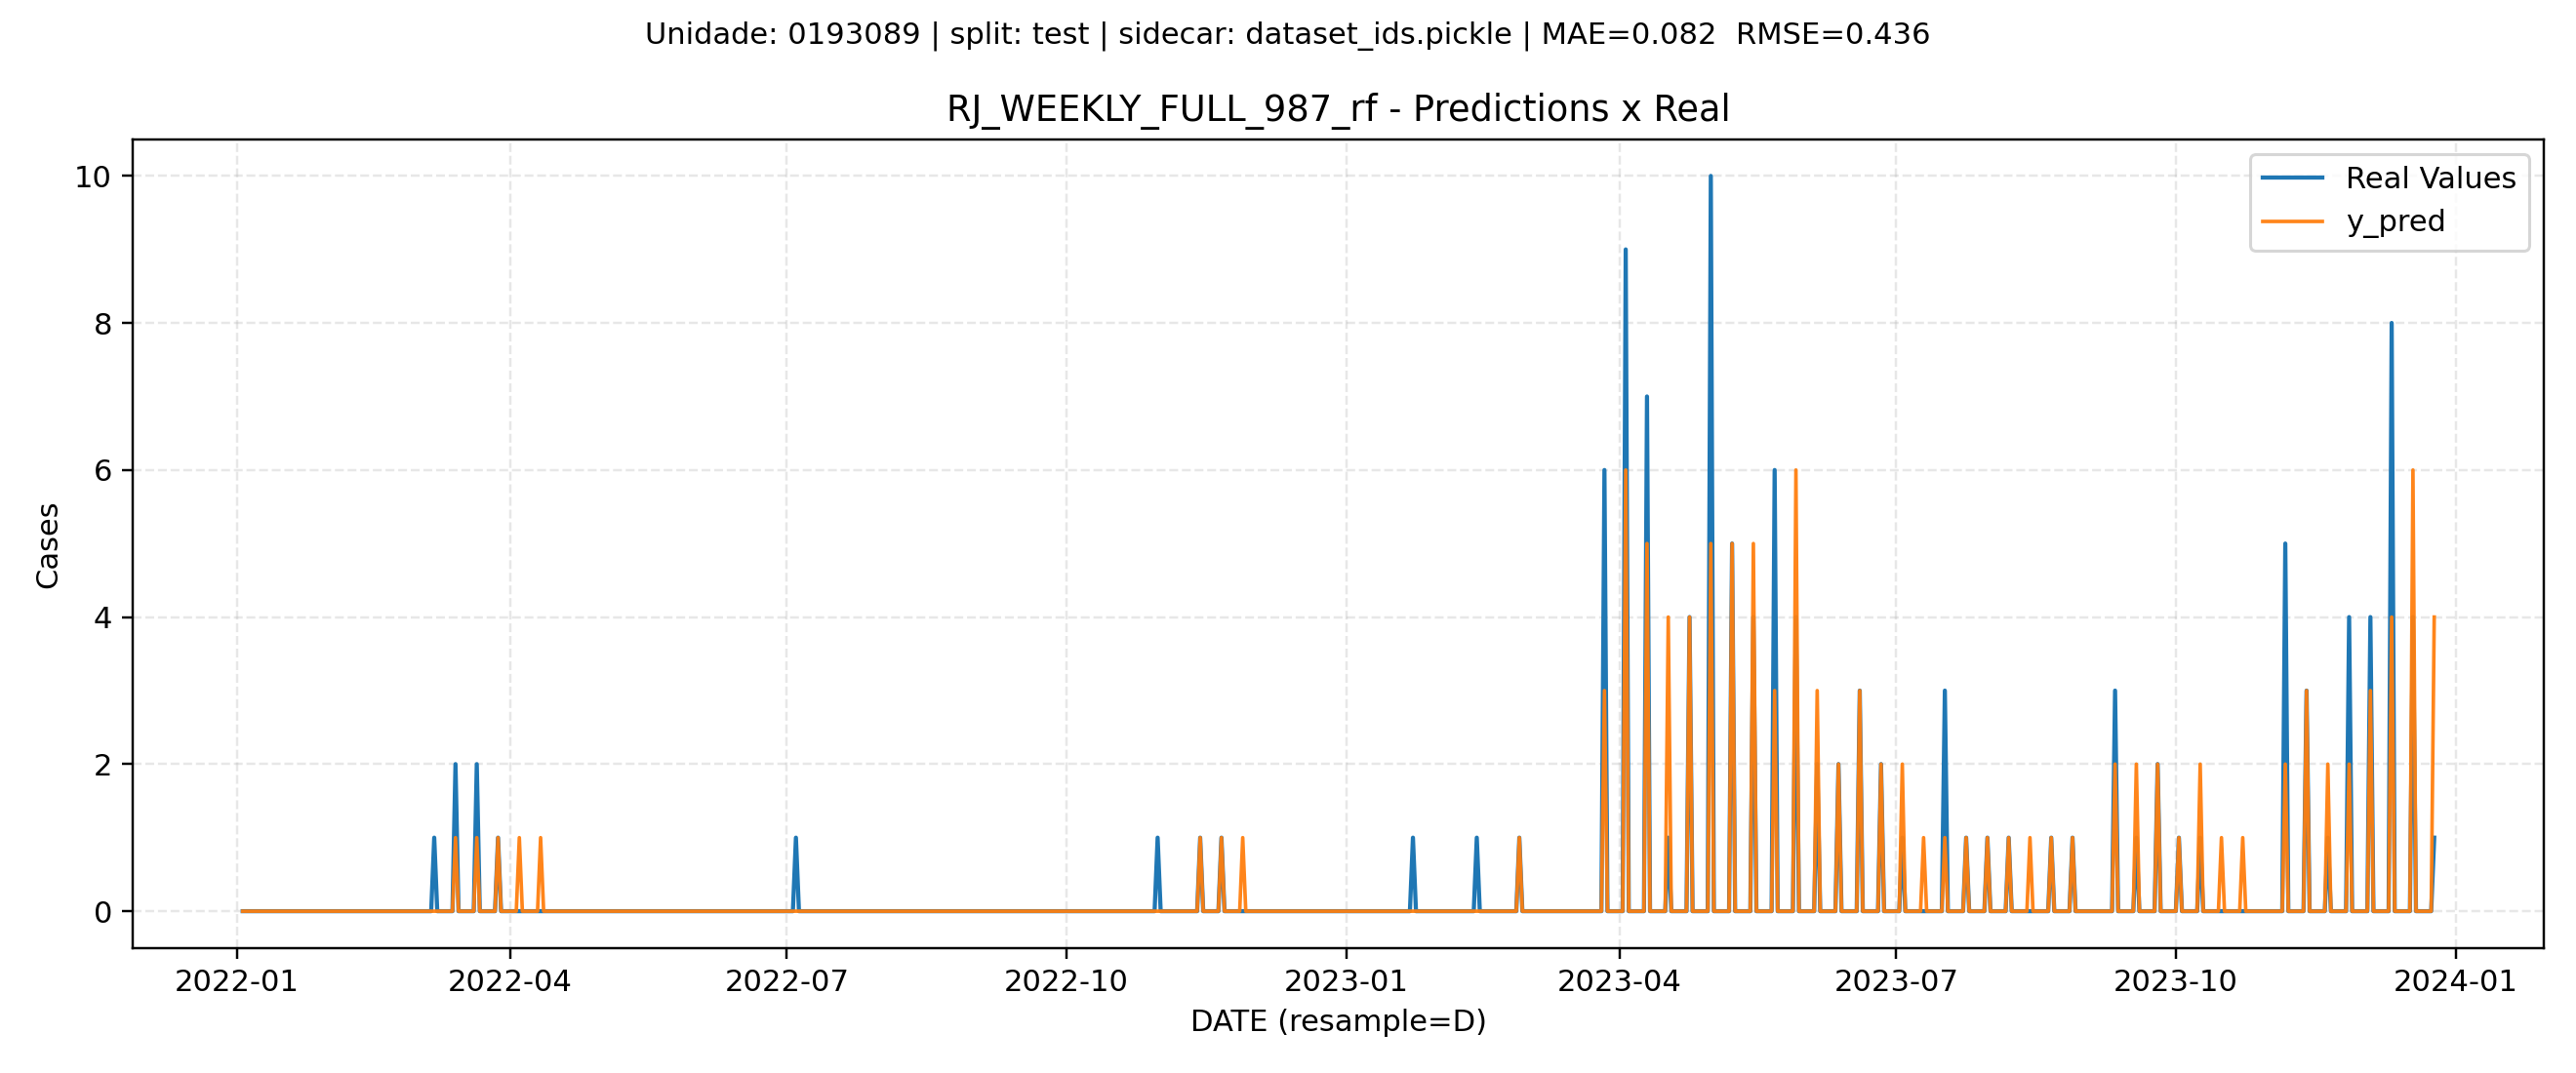 Unidade: 0193089 | split: test | sidecar: dataset_ids.pickle | MAE=0.082  RMSE=0.436
RJ_WEEKLY_FULL_987_rf - Predictions x Real
Real Values
y_pred
10
8
6
4
2
0
Cases
2022-01
2022-04
2022-07
2022-10
2023-01
2023-04
2023-07
2023-10
2024-01
DATE (resample=D)